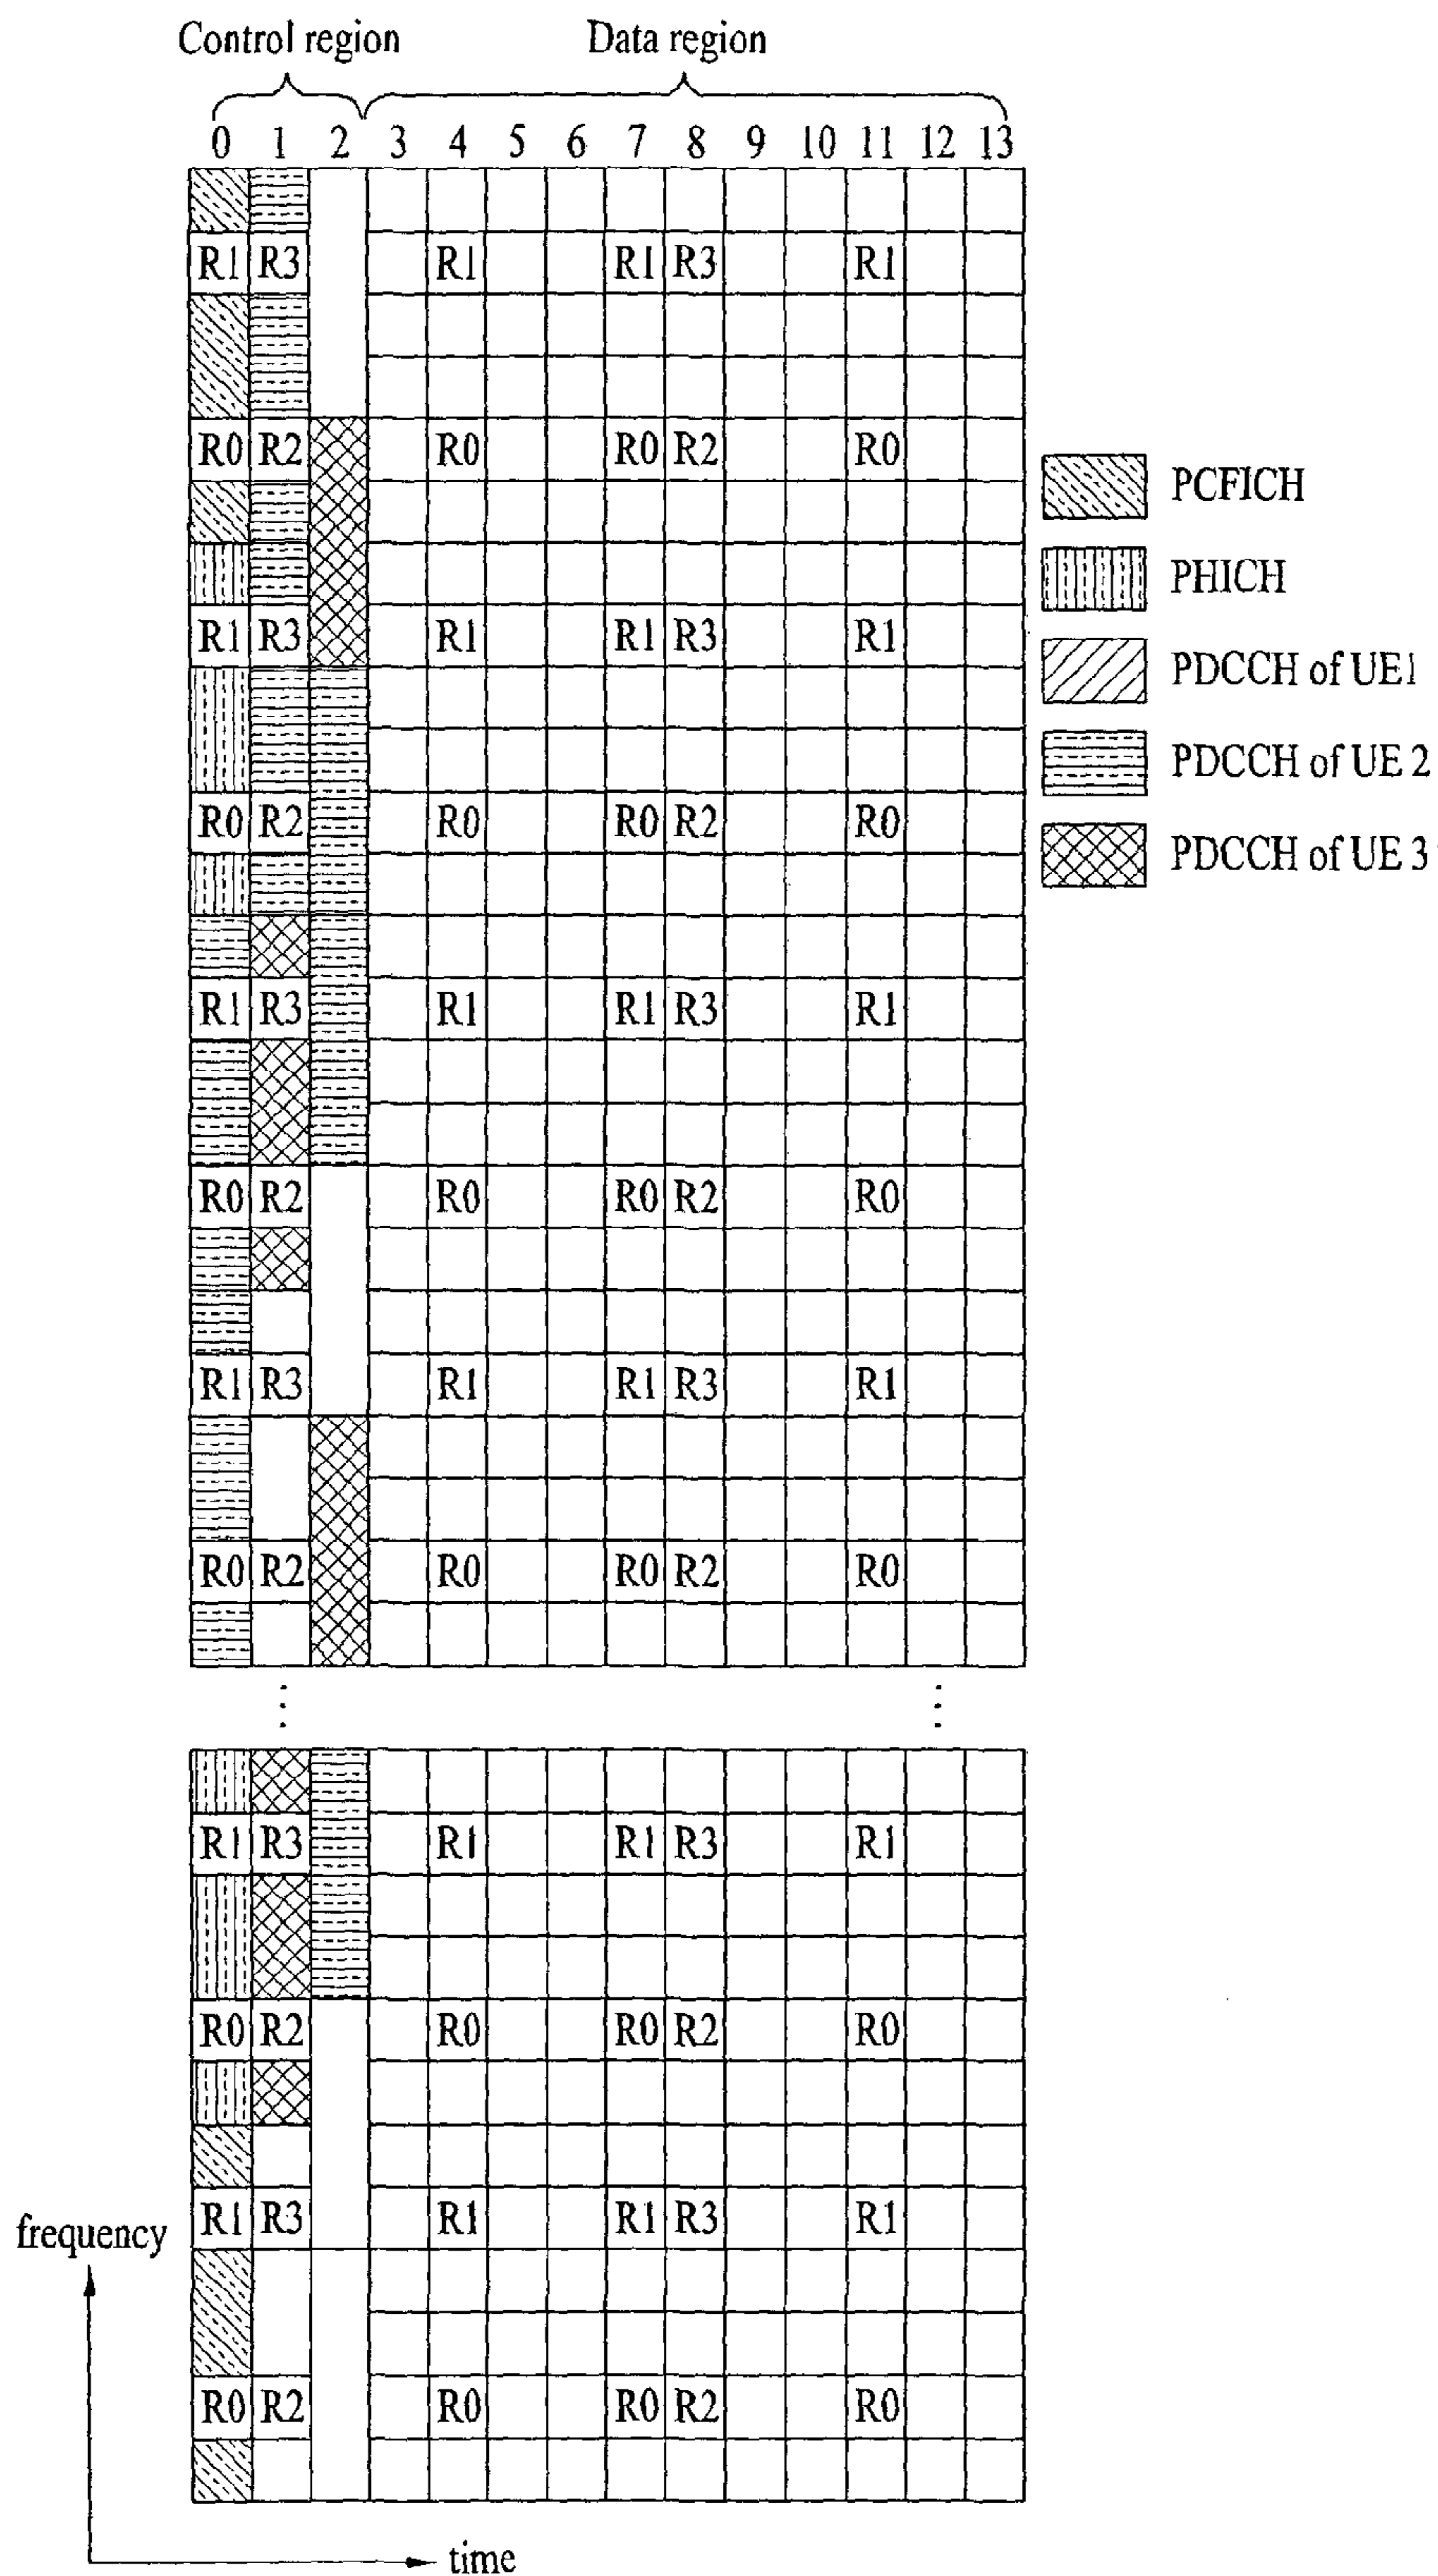 Control region Data region
0 1 2 3 4 5 6 7 8 9 10 11 12 13
R1 R3 R1 R1 R3 R1
R0 R2 R0 R0 R2 R0
PCFICH
PHICH
R1 R3 R1 R1 R3 R1
PDCCH of UE1
PDCCH of UE 2
R0 R2 R0 R0 R2 R0
PDCCH of UE 3
R1 R3 R1 R1 R3 R1
R0 R2 R0 R0 R2 R0
R1 R3 R1 R1 R3 R1
R0 R2 R0 R0 R2 R0
R1 R3 R1 R1 R3 R1
R0 R2 R0 R0 R2 R0
R1 R3 R1 R1 R3 R1
frequency
R0 R2 R0 R0 R2 R0
time